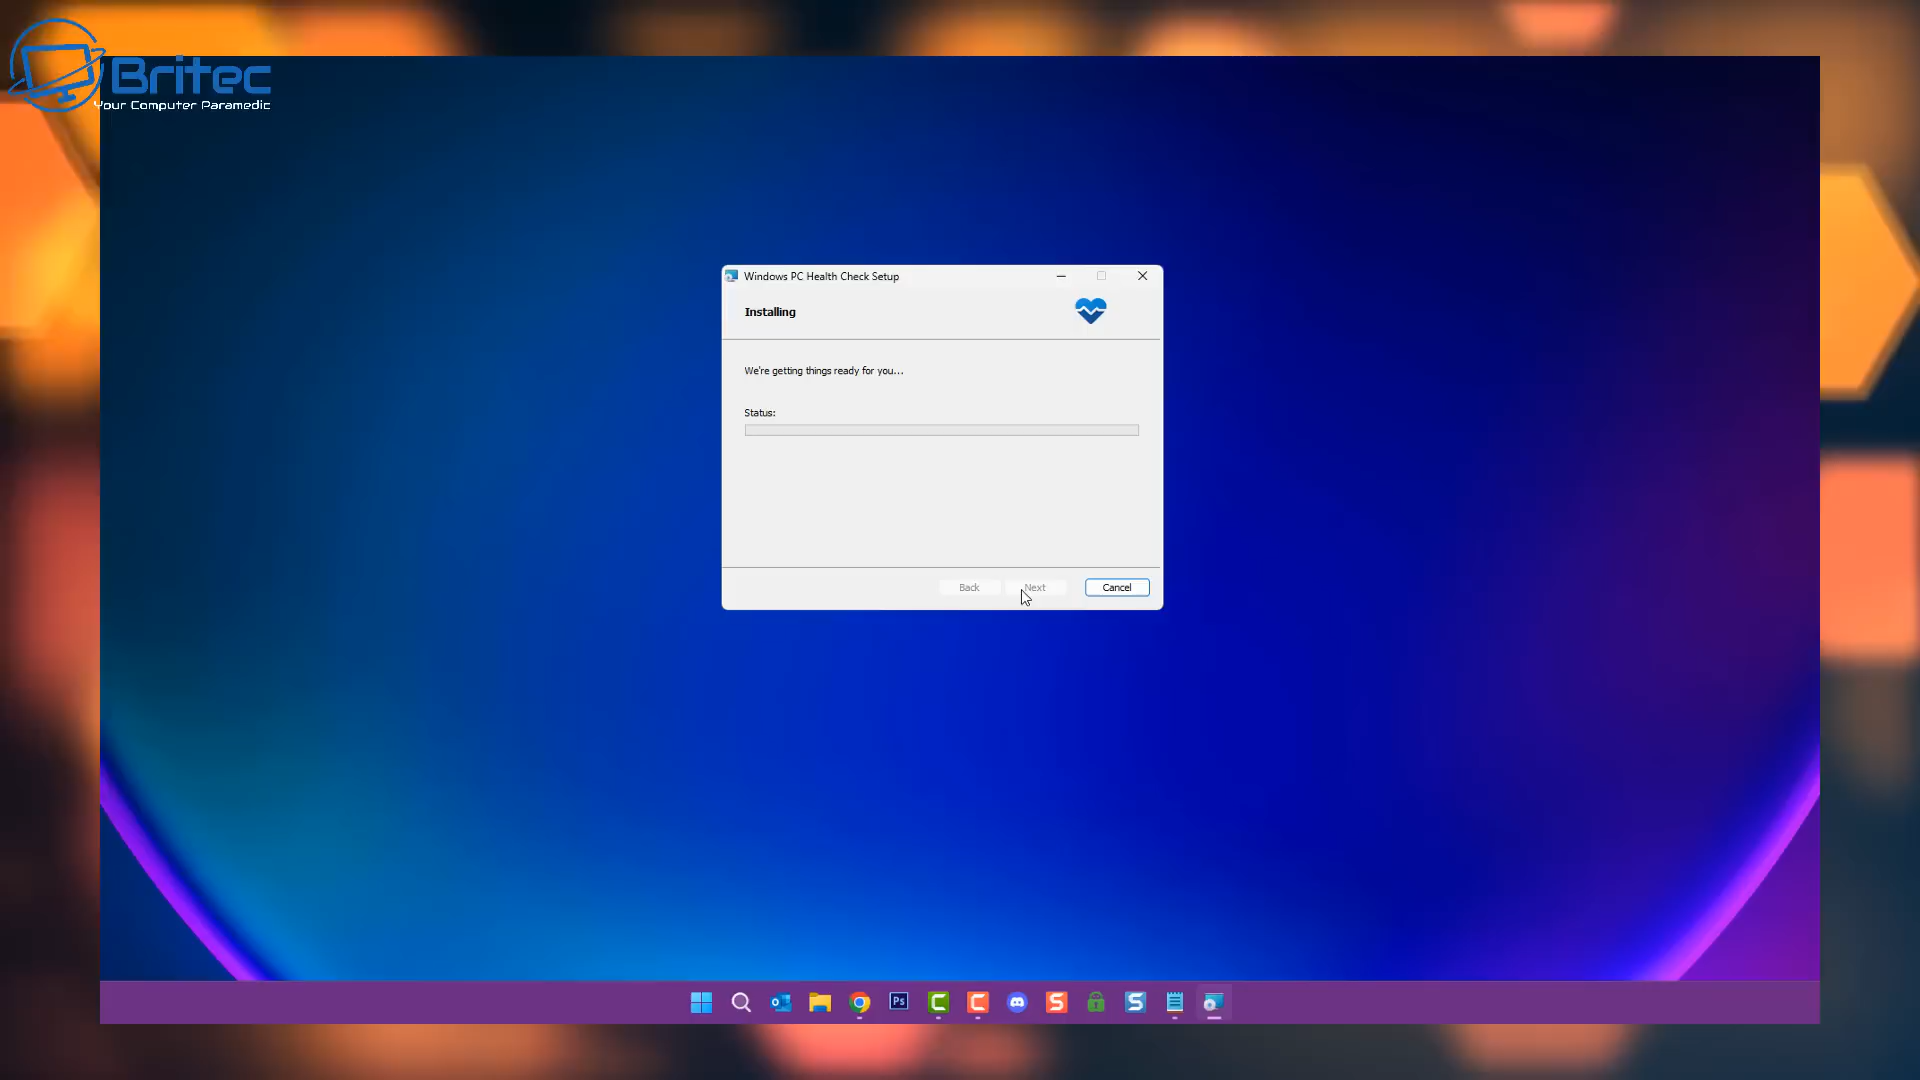 Britec
Your Computer Paramedic
Windows PC Health Check Setup
Installing
We're getting things ready for you...
Status:
Back
Next
Cancel
Ps